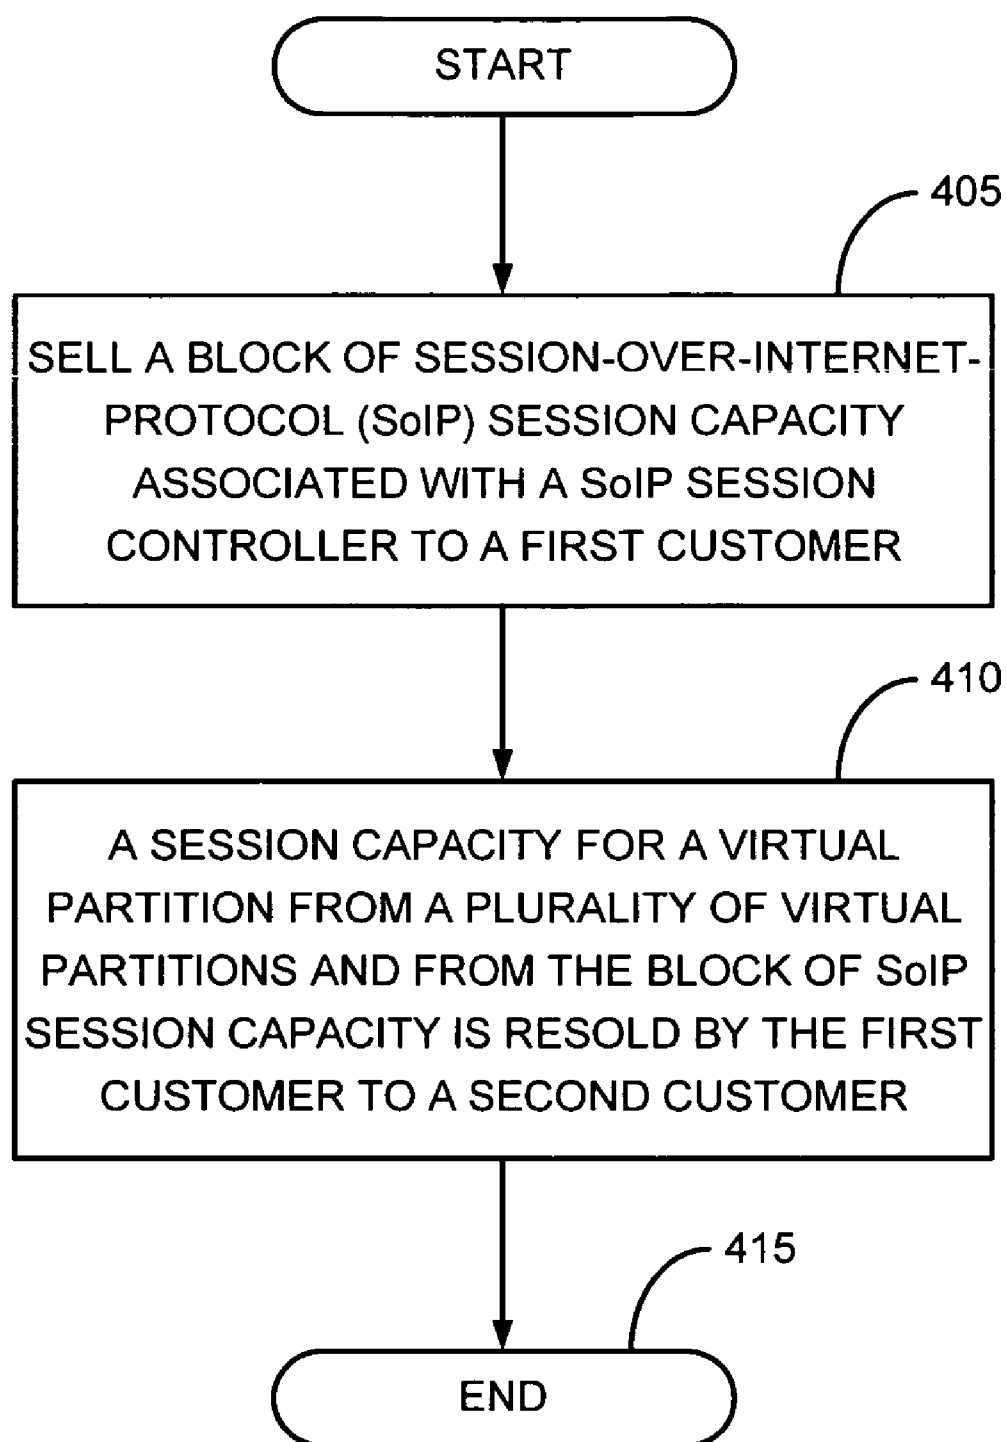 START
405
SELL A BLOCK OF SESSION-OVER-INTERNET-
PROTOCOL (SoIP) SESSION CAPACITY
ASSOCIATED WITH A SoIP SESSION
CONTROLLER TO A FIRST CUSTOMER
410
A SESSION CAPACITY FOR A VIRTUAL
PARTITION FROM A PLURALITY OF VIRTUAL
PARTITIONS AND FROM THE BLOCK OF SoIP
SESSION CAPACITY IS RESOLD BY THE FIRST
CUSTOMER TO A SECOND CUSTOMER
415
END